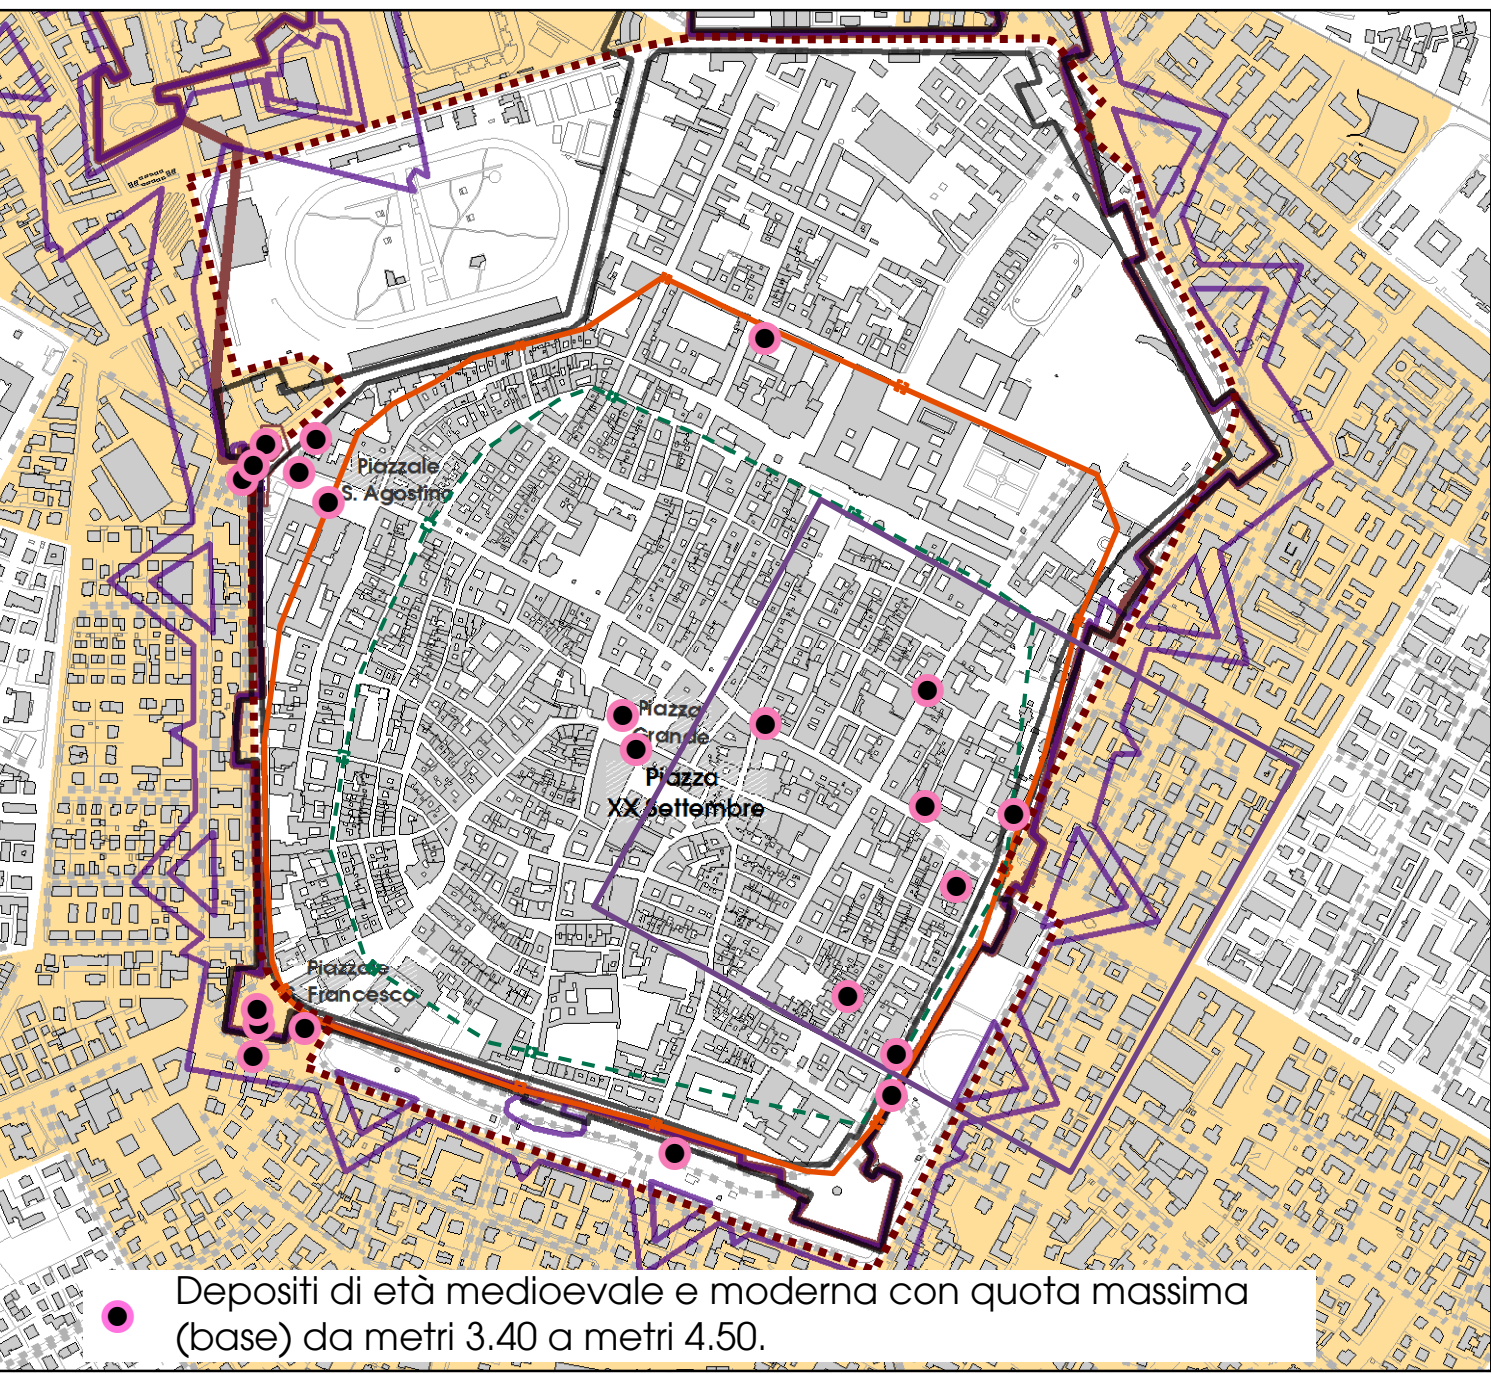 Piazzale
S. Agostino
Piazza
Grande
Piazza
XX Settembre
Piazzale
Francesco
Depositi di età medioevale e moderna con quota massima
(base) da metri 3.40 a metri 4.50.